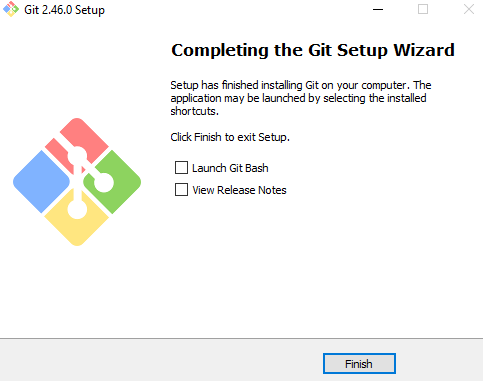 Git 2.46.0 Setup
Completing the Git Setup Wizard
Setup has finished installing Git on your computer. The
application may be launched by selecting the installed
shortcuts.
Click Finish to exit Setup.
Launch Git Bash
View Release Notes
Finish